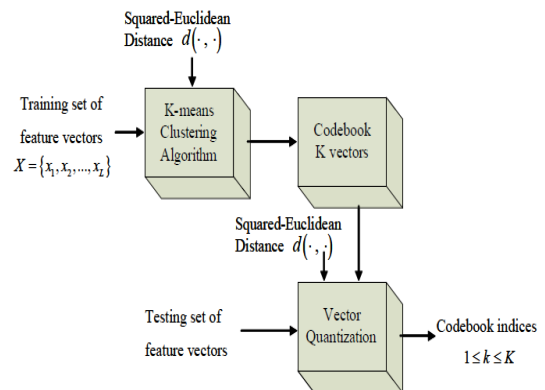 Squared-Euclidean
Distance d(· , ·)
Training set of
feature vectors
X = {x₁, x₂, ..., x_L}
K-means
Clustering
Algorithm
Codebook
K vectors
Squared-Euclidean
Distance d(· , ·)
Testing set of
feature vectors
Vector
Quantization
Codebook indices
1 ≤ k ≤ K